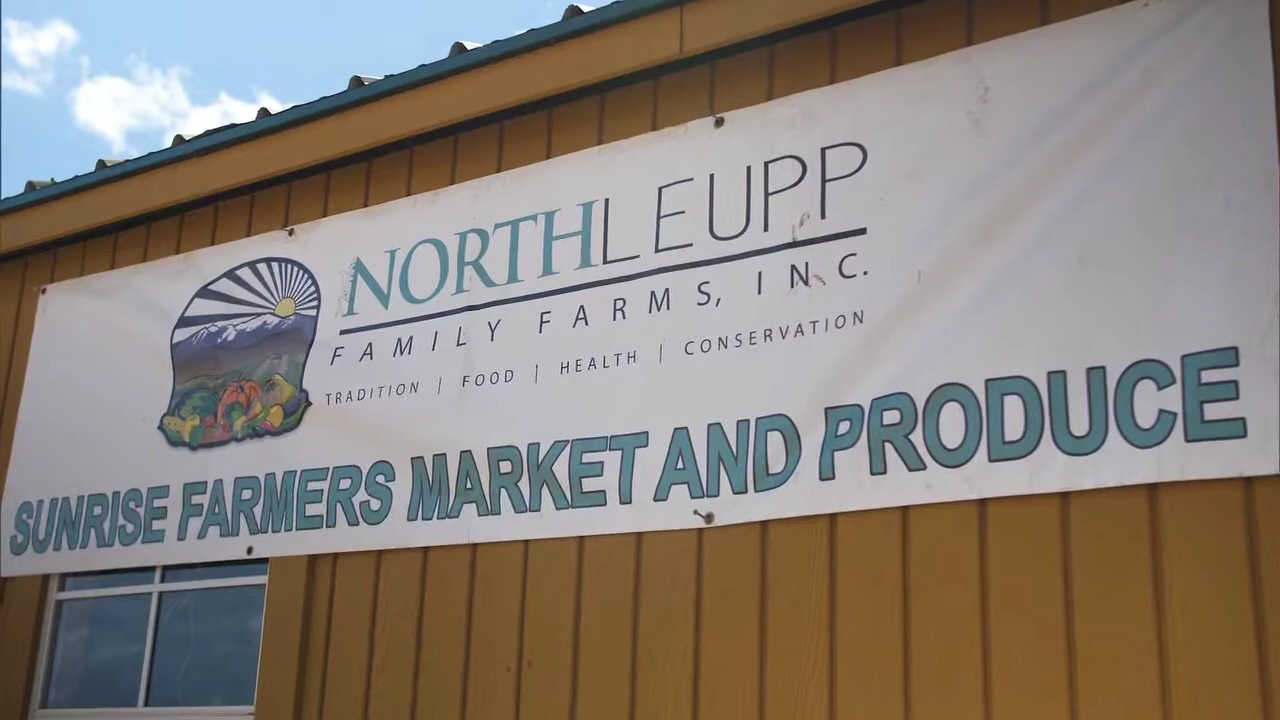 NORTHLEUPP
FAMILY FARMS, INC.
TRADITION | FOOD | HEALTH | CONSERVATION
SUNRISE FARMERS MARKET AND PRODUCE